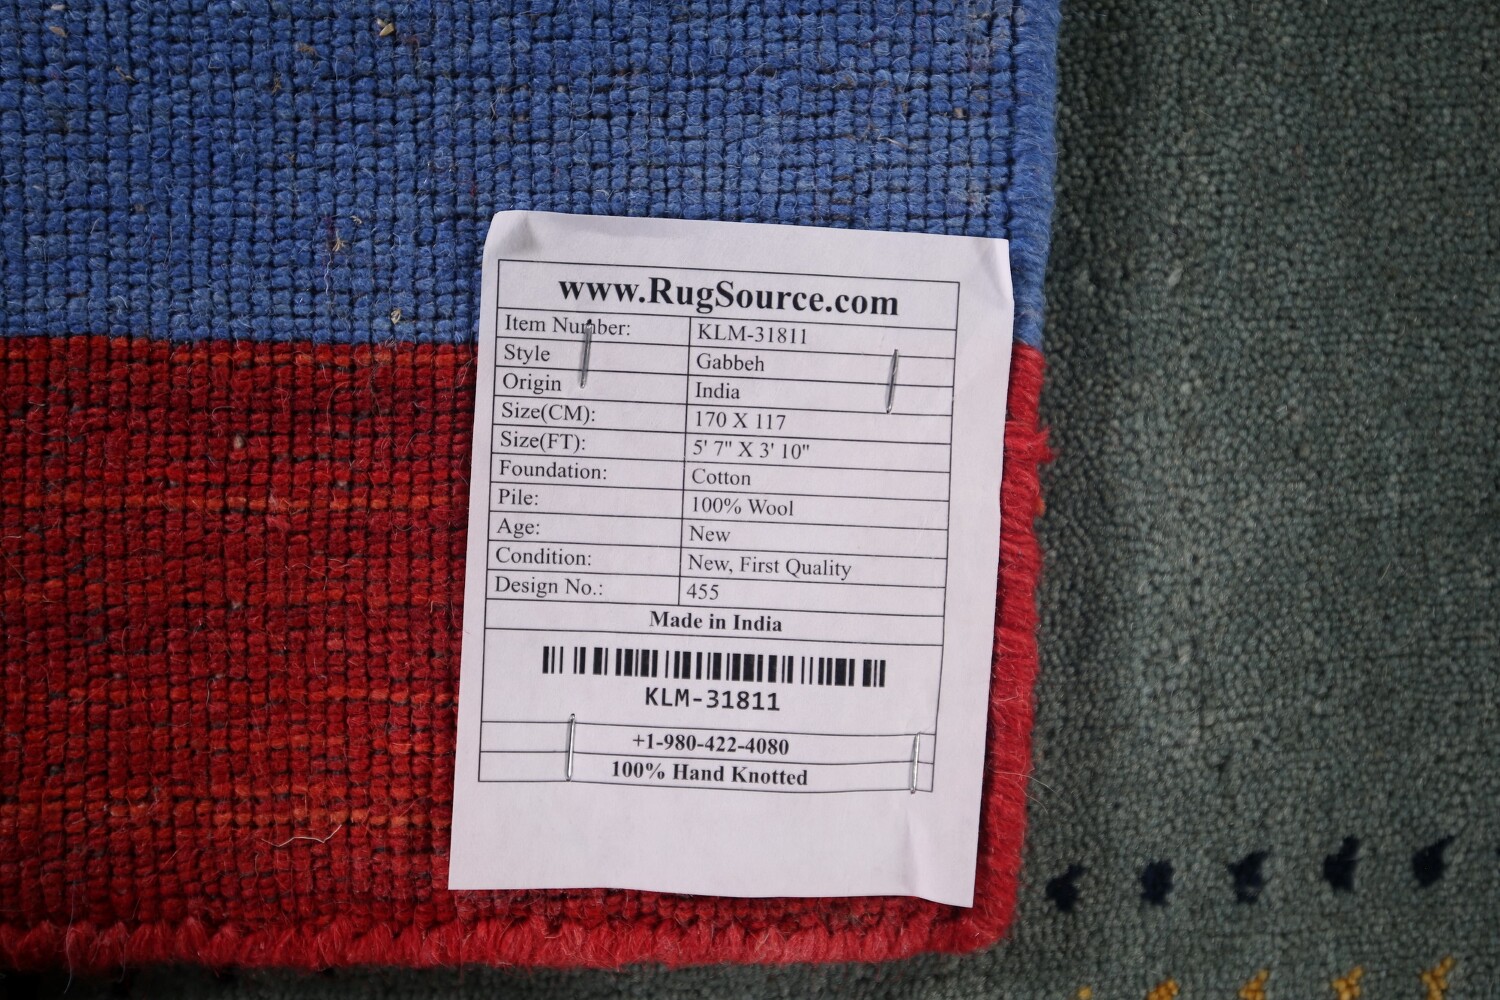 www.RugSource.com
Item Number: KLM-31811
Style Gabbeh
Origin India
Size(CM): 170 X 117
Size(FT): 5' 7" X 3' 10"
Foundation: Cotton
Pile: 100% Wool
Age: New
Condition: New, First Quality
Design No.: 455
Made in India
KLM-31811
+1-980-422-4080
100% Hand Knotted